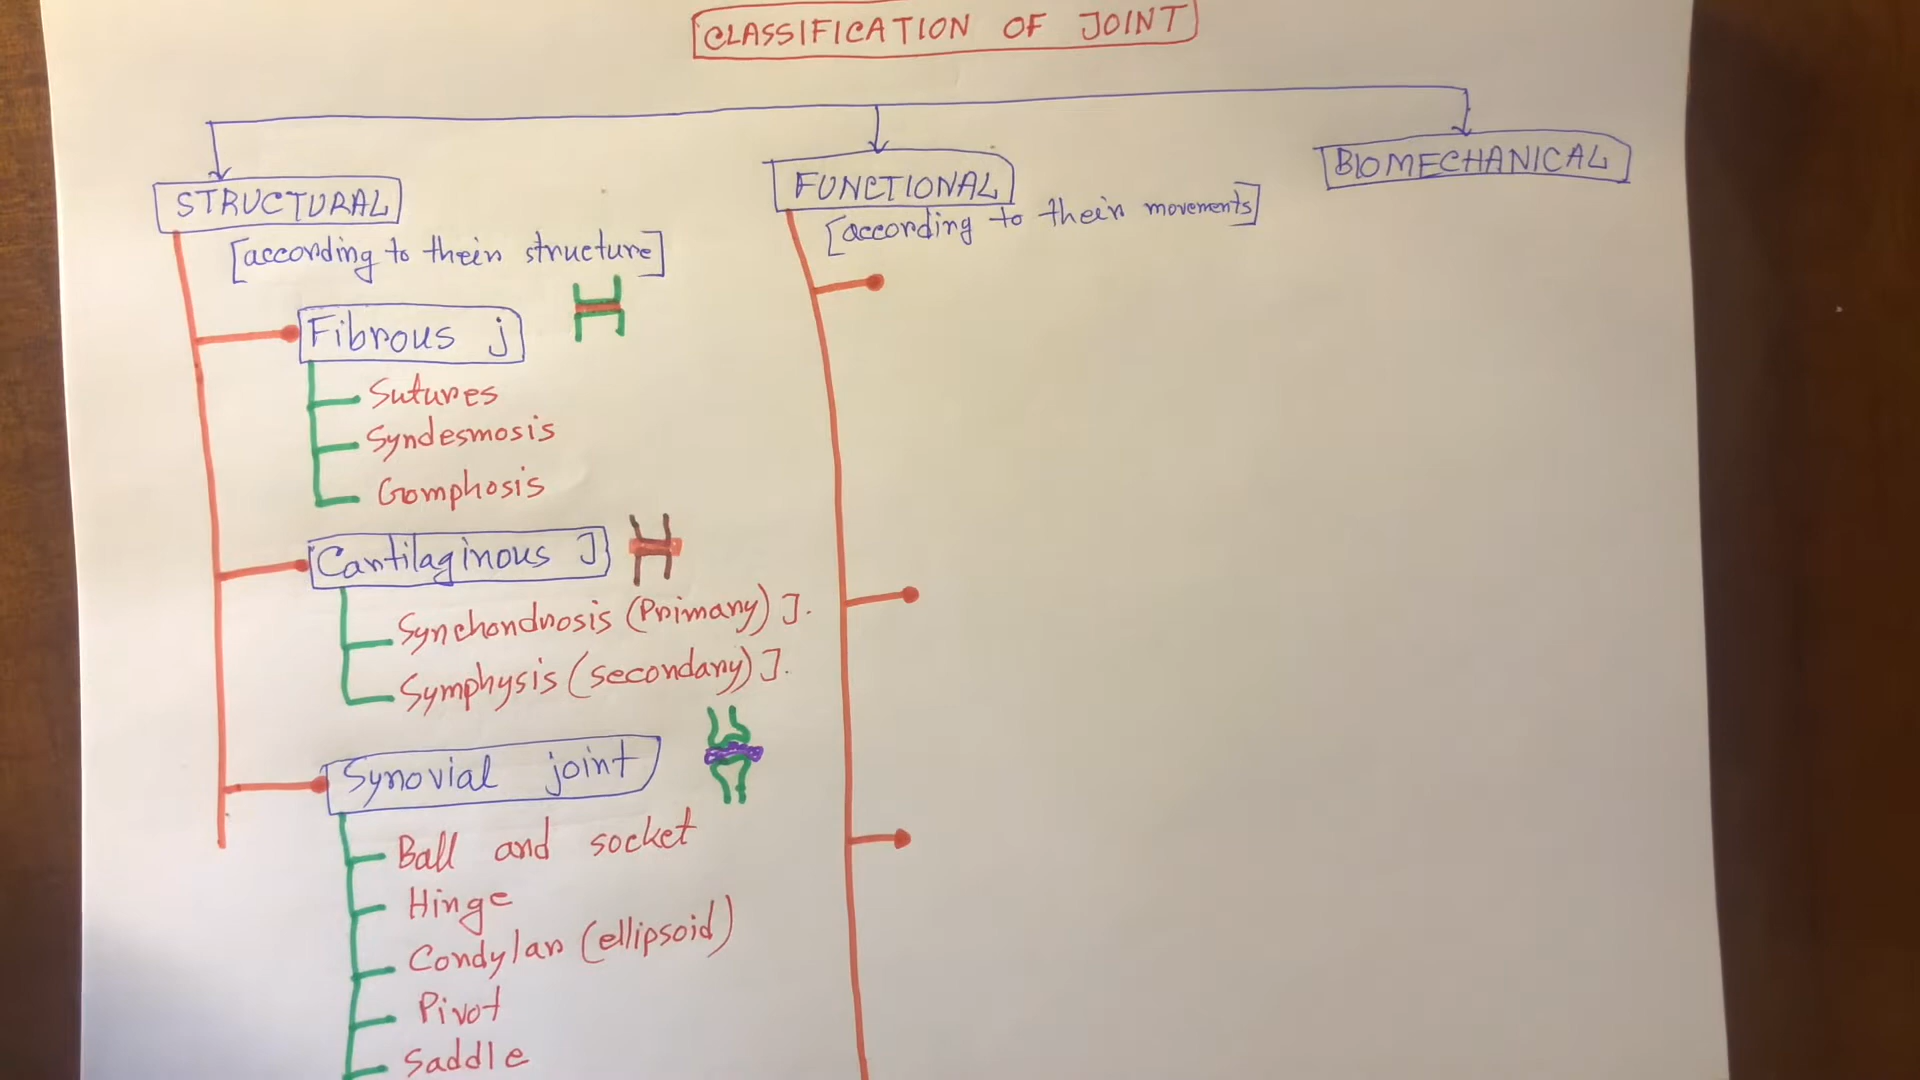 CLASSIFICATION OF JOINT
STRUCTURAL
[according to their structure]
Fibrous j
Sutures
Syndesmosis
Gomphosis
Cartilaginous J
Synchondrosis (Primary) J.
Symphysis (secondary) J.
Synovial joint
Ball and socket
Hinge
Condylar (ellipsoid)
Pivot
Saddle
FUNCTIONAL
[according to their movements]
BIOMECHANICAL